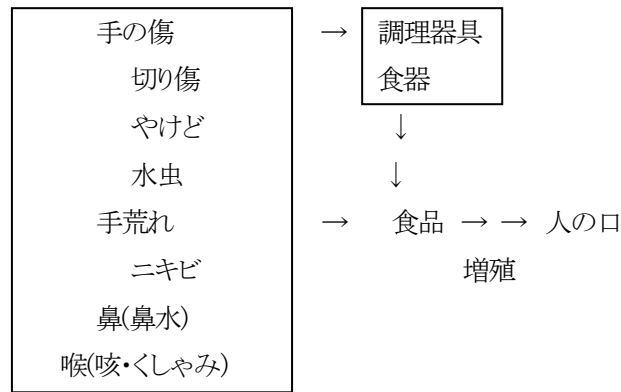 手の傷 → 調理器具
切り傷 食器
やけど ↓
水虫 ↓
手荒れ → 食品 → → 人の口
ニキビ 増殖
鼻(鼻水)
喉(咳・くしゃみ)